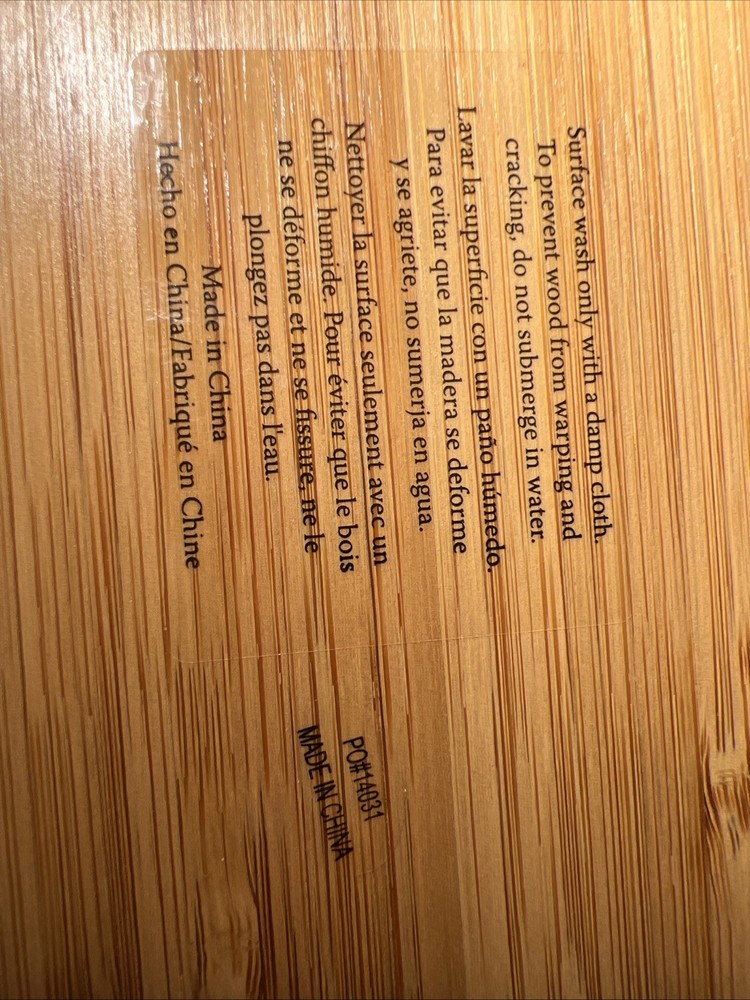 Surface wash only with a damp cloth.
To prevent wood from warping and
cracking, do not submerge in water.
Lavar la superficie con un paño húmedo.
Para evitar que la madera se deforme
y se agriete, no sumerja en agua.
Nettoyer la surface seulement avec un
chiffon humide. Pour éviter que le bois
ne se déforme et ne se fissure, ne le
plongez pas dans l'eau.
Made in China
Hecho en China/Fabriqué en Chine
PO#14031
MADE IN CHINA